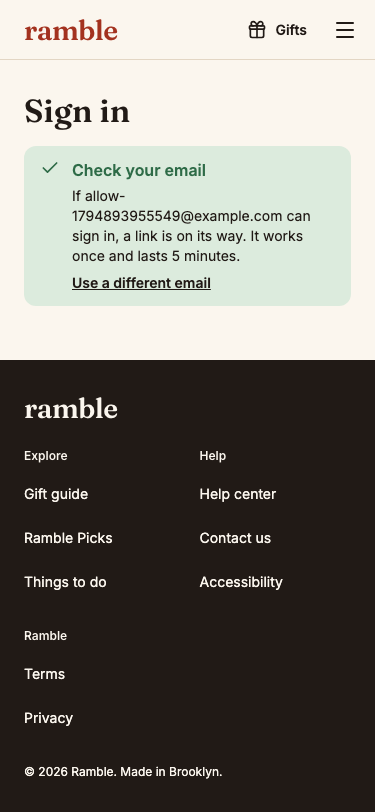 ramble
Gifts
Sign in
Check your email
If allow-
1794893955549@example.com can
sign in, a link is on its way. It works
once and lasts 5 minutes.
Use a different email
ramble
Explore
Gift guide
Ramble Picks
Things to do
Help
Help center
Contact us
Accessibility
Ramble
Terms
Privacy
© 2026 Ramble. Made in Brooklyn.